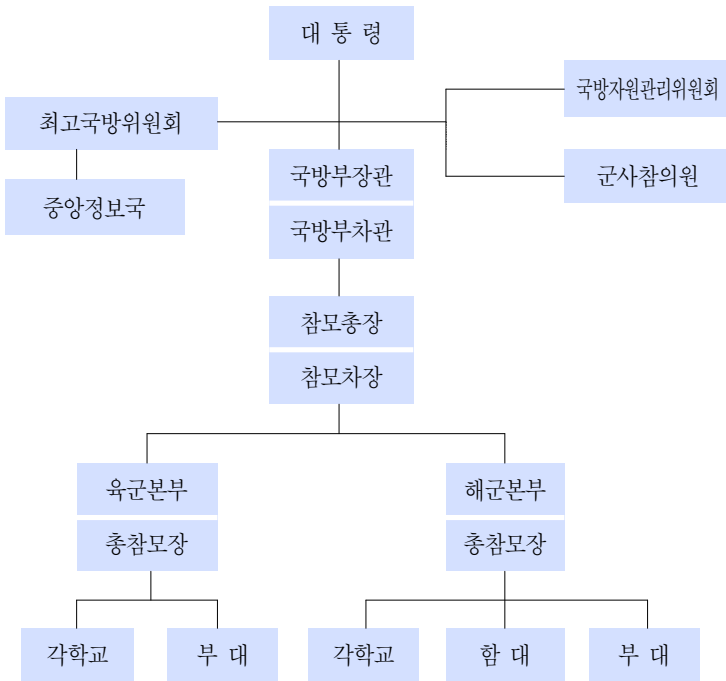 대 통 령
국방자원관리위원회
최고국방위원회
국방부장관
군사참의원
중앙정보국
국방부차관
참모총장
참모차장
육군본부
해군본부
총참모장
총참모장
각학교
부 대
각학교
함 대
부 대